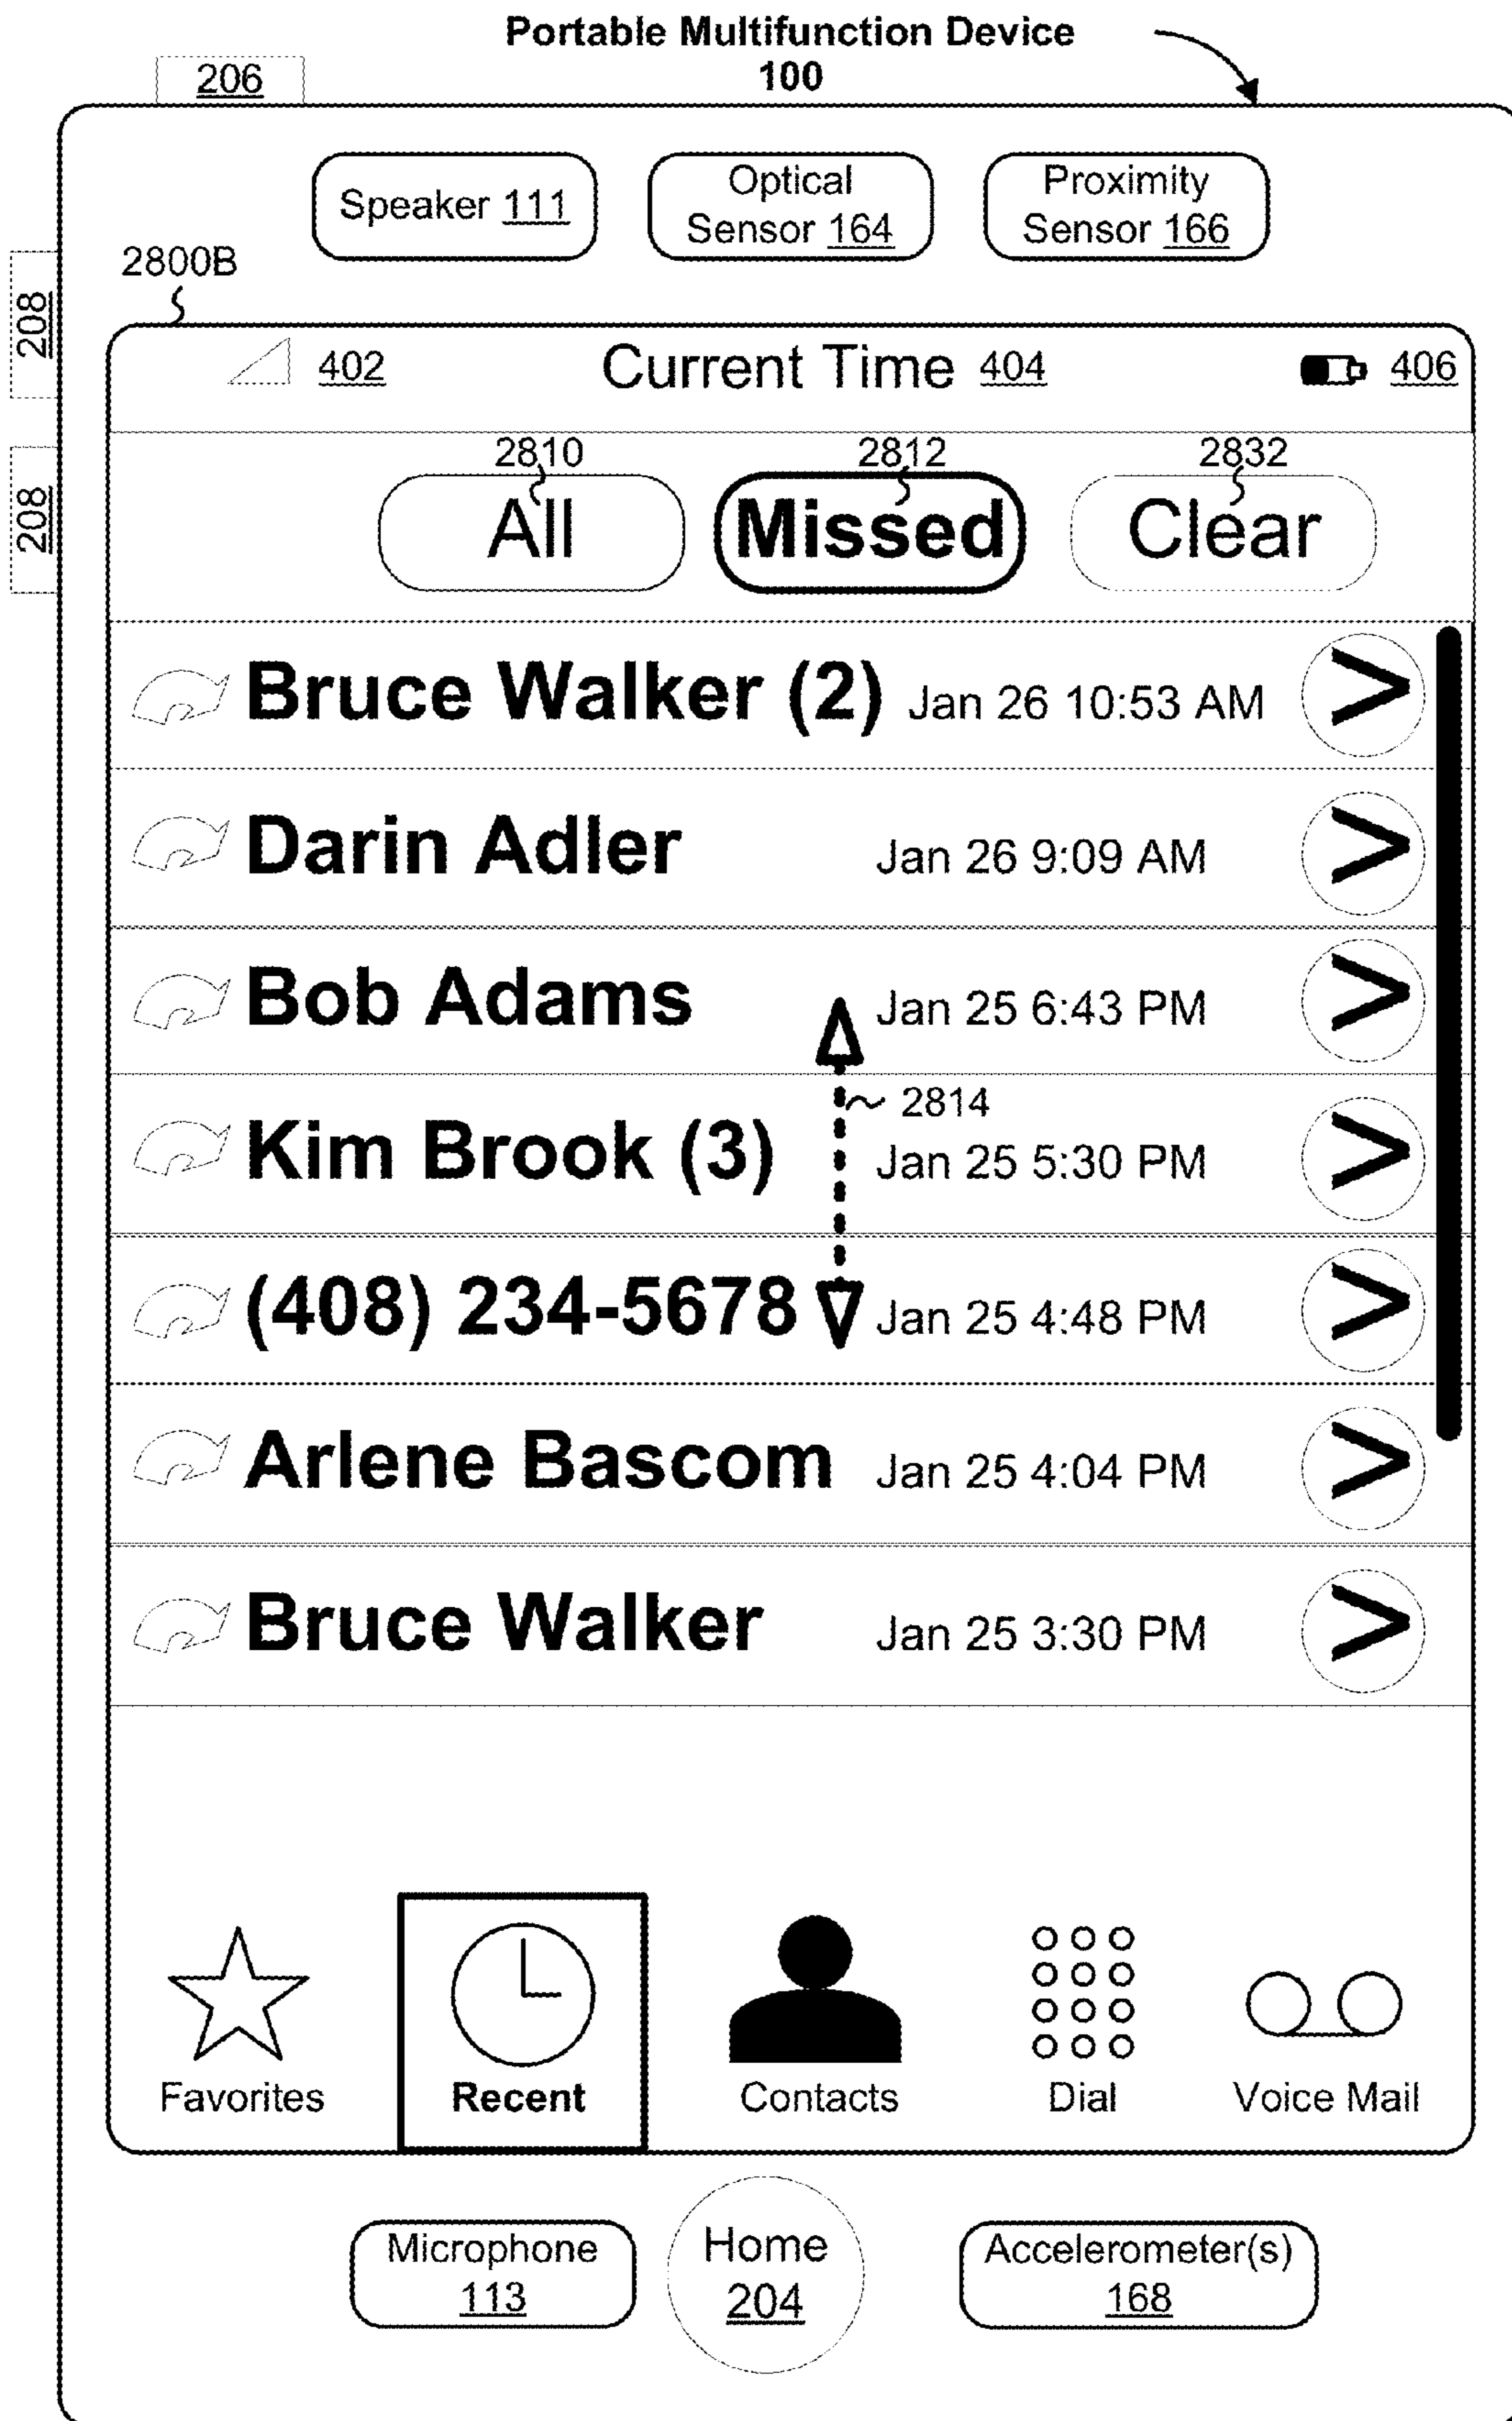 Portable Multifunction Device
100
206
Speaker 111
Optical
Sensor 164
Proximity
Sensor 166
2800B
208
208
402
Current Time 404
406
2810
2812
2832
All
Missed
Clear
Bruce Walker (2) Jan 26 10:53 AM >
Darin Adler Jan 26 9:09 AM >
Bob Adams Jan 25 6:43 PM >
2814
Kim Brook (3) Jan 25 5:30 PM >
(408) 234-5678 Jan 25 4:48 PM >
Arlene Bascom Jan 25 4:04 PM >
Bruce Walker Jan 25 3:30 PM >
Favorites
Recent
Contacts
Dial
Voice Mail
Microphone
113
Home
204
Accelerometer(s)
168